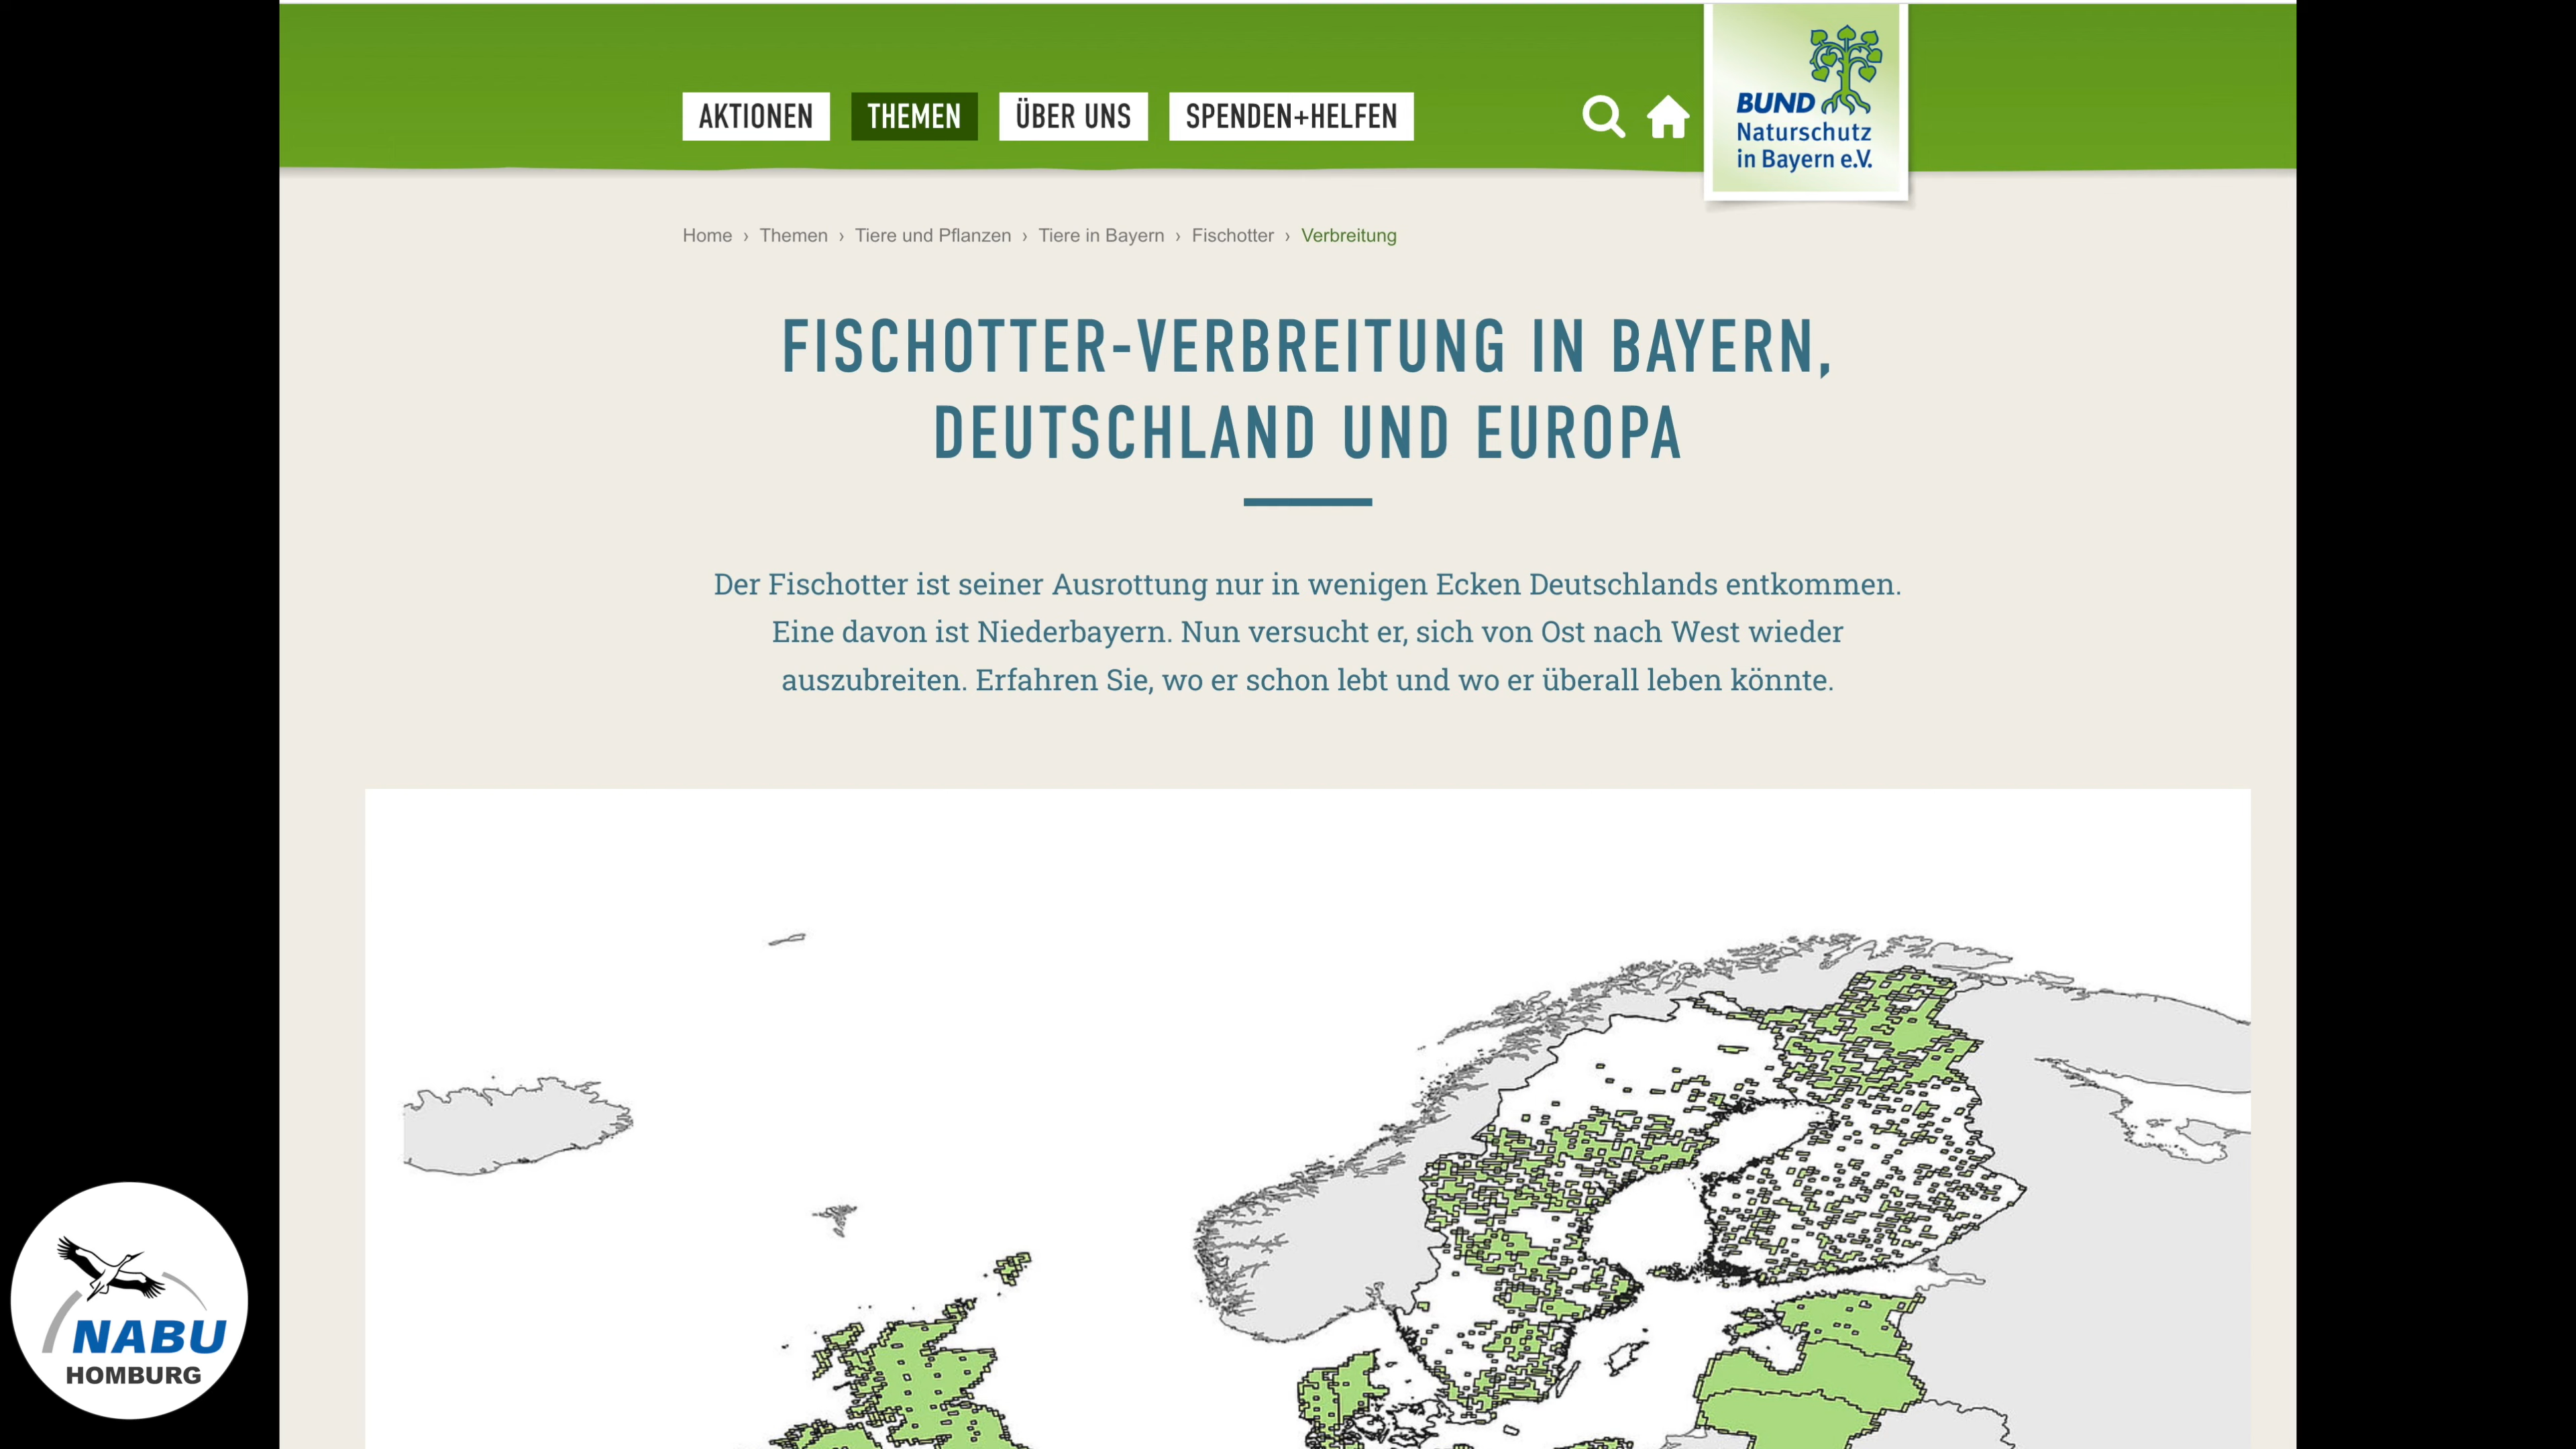 AKTIONEN
THEMEN
ÜBER UNS
SPENDEN+HELFEN
BUND
Naturschutz
in Bayern e.V.
Home › Themen › Tiere und Pflanzen › Tiere in Bayern › Fischotter › Verbreitung
FISCHOTTER-VERBREITUNG IN BAYERN,
DEUTSCHLAND UND EUROPA
Der Fischotter ist seiner Ausrottung nur in wenigen Ecken Deutschlands entkommen.
Eine davon ist Niederbayern. Nun versucht er, sich von Ost nach West wieder
auszubreiten. Erfahren Sie, wo er schon lebt und wo er überall leben könnte.
NABU
HOMBURG